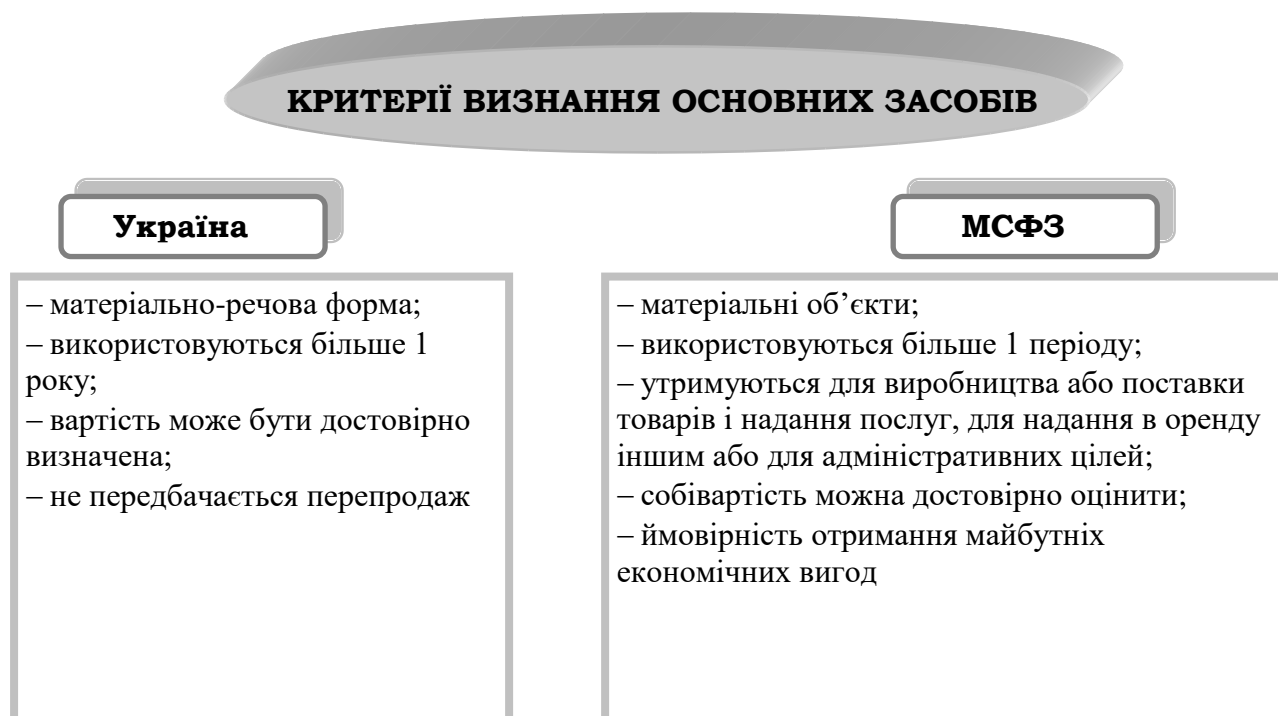 КРИТЕРІЇ ВИЗНАННЯ ОСНОВНИХ ЗАСОБІВ
Україна
– матеріально-речова форма;
– використовуються більше 1
року;
– вартість може бути достовірно
визначена;
– не передбачається перепродаж
МСФЗ
– матеріальні об’єкти;
– використовуються більше 1 періоду;
– утримуються для виробництва або поставки
товарів і надання послуг, для надання в оренду
іншим або для адміністративних цілей;
– собівартість можна достовірно оцінити;
– ймовірність отримання майбутніх
економічних вигод